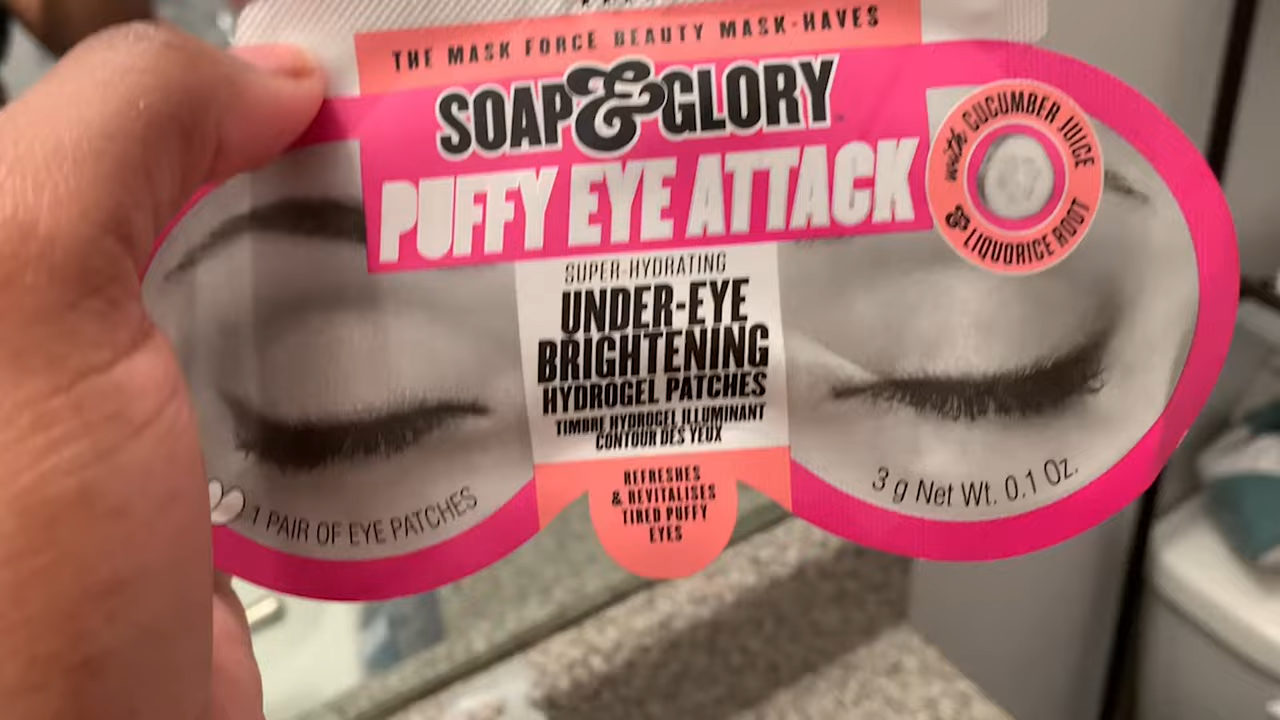 THE MASK FORCE BEAUTY MASK-HAVES
SOAP&GLORY
PUFFY EYE ATTACK
with CUCUMBER JUICE
& LIQUORICE ROOT
SUPER-HYDRATING
UNDER-EYE
BRIGHTENING
HYDROGEL PATCHES
TIMBRE HYDROGEL ILLUMINANT
CONTOUR DES YEUX
REFRESHES
& REVITALISES
TIRED PUFFY
EYES
1 PAIR OF EYE PATCHES
3 g Net Wt. 0.1 Oz.